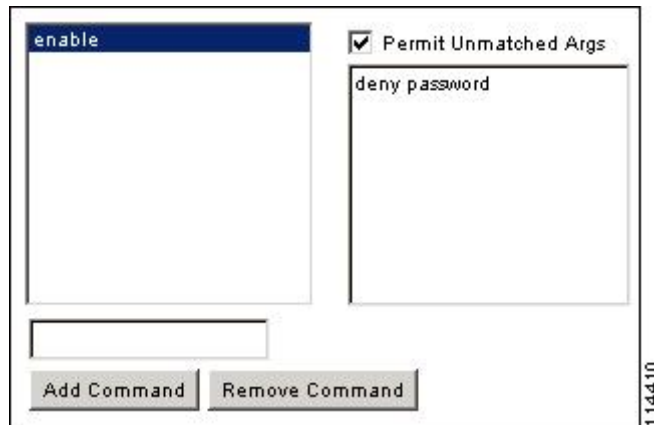 enable
Permit Unmatched Args
deny password
Add Command
Remove Command
114410